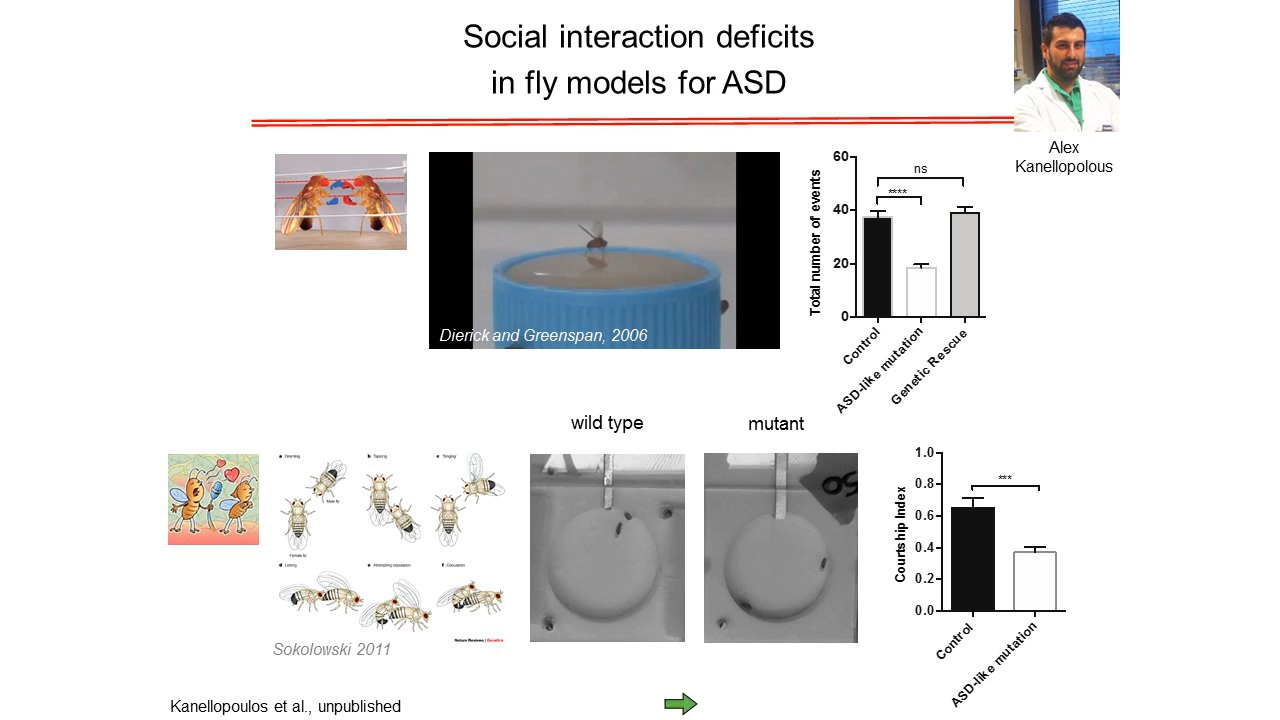 Social interaction deficits
in fly models for ASD
Alex
Kanellopolous
Dierick and Greenspan, 2006
Total number of events
60
40
20
0
ns
****
Control
ASD-like mutation
Genetic Rescue
wild type
mutant
a Orienting
b Tapping
c 'Singing'
Male fly
Female fly
d Licking
e Attempting copulation
f Copulation
Nature Reviews | Genetics
Sokolowski 2011
50
Courtship Index
1.0
0.8
0.6
0.4
0.2
0.0
***
Control
ASD-like mutation
Kanellopoulos et al., unpublished